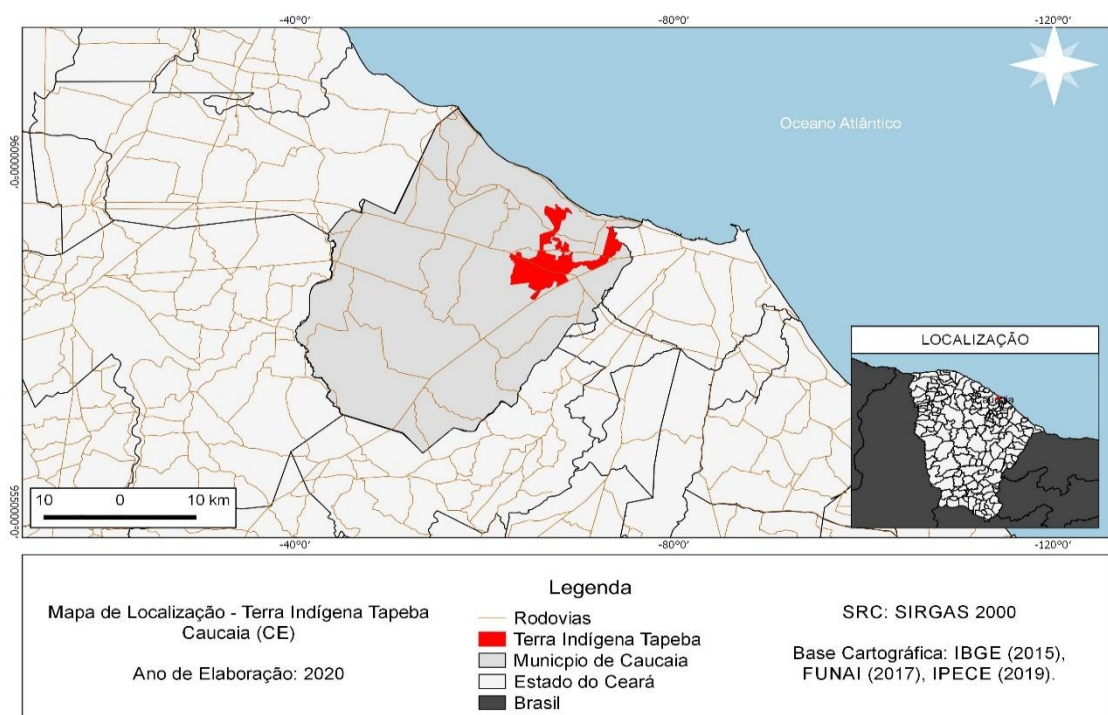 -40°0'
-80°0'
-120°0'
Oceano Atlântico
9600000°0'
9550000°0'
LOCALIZAÇÃO
10 0 10 km
-40°0'
-80°0'
-120°0'
Mapa de Localização - Terra Indígena Tapeba
Caucaia (CE)
Ano de Elaboração: 2020
Legenda
Rodovias
Terra Indígena Tapeba
Municpio de Caucaia
Estado do Ceará
Brasil
SRC: SIRGAS 2000
Base Cartográfica: IBGE (2015),
FUNAI (2017), IPECE (2019).